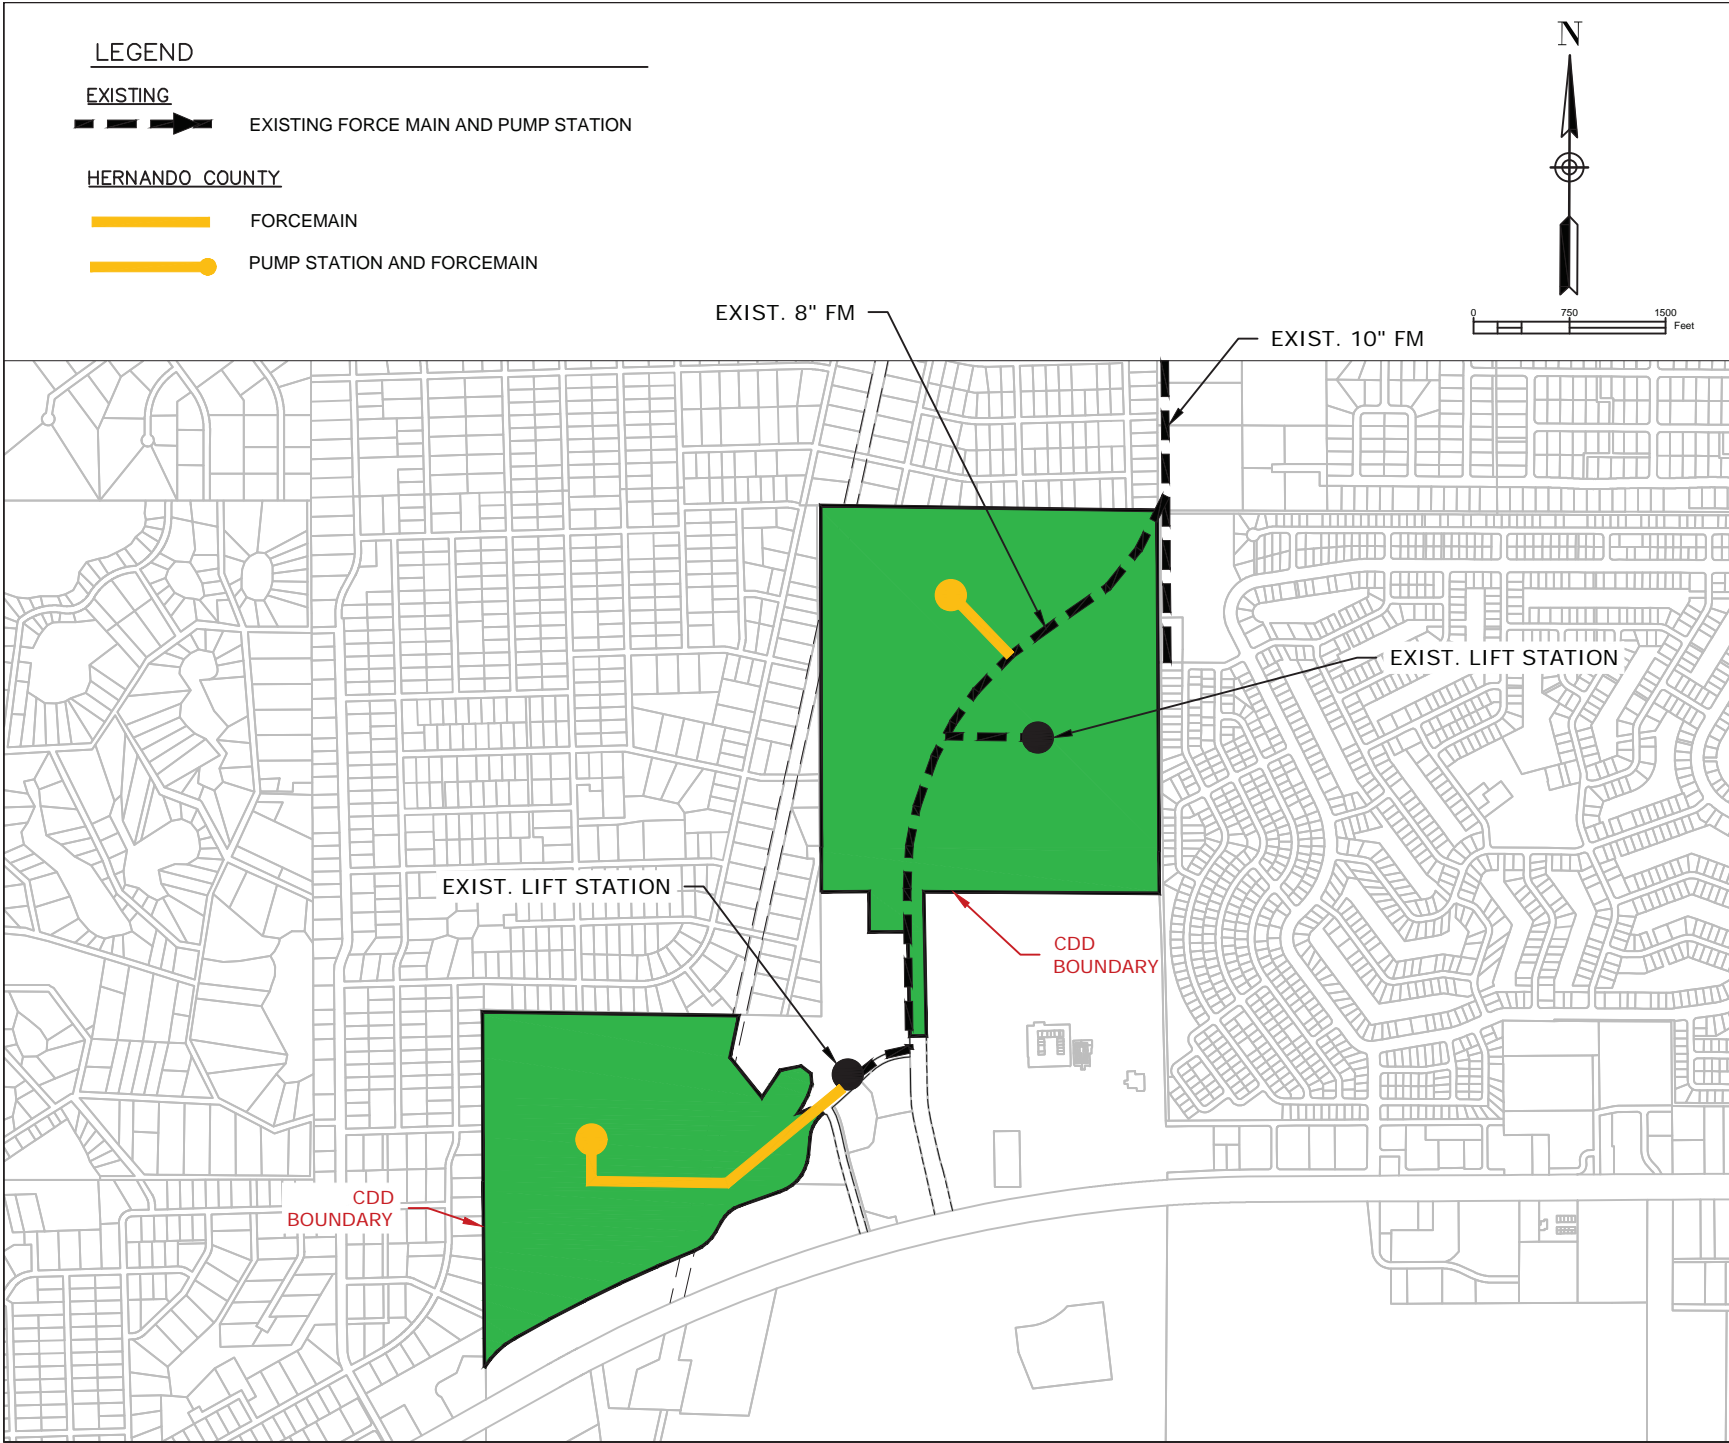 LEGEND
EXISTING
EXISTING FORCE MAIN AND PUMP STATION
HERNANDO COUNTY
FORCEMAIN
PUMP STATION AND FORCEMAIN
N
0 750 1500
Feet
EXIST. 8" FM
EXIST. 10" FM
EXIST. LIFT STATION
EXIST. LIFT STATION
CDD
BOUNDARY
CDD
BOUNDARY